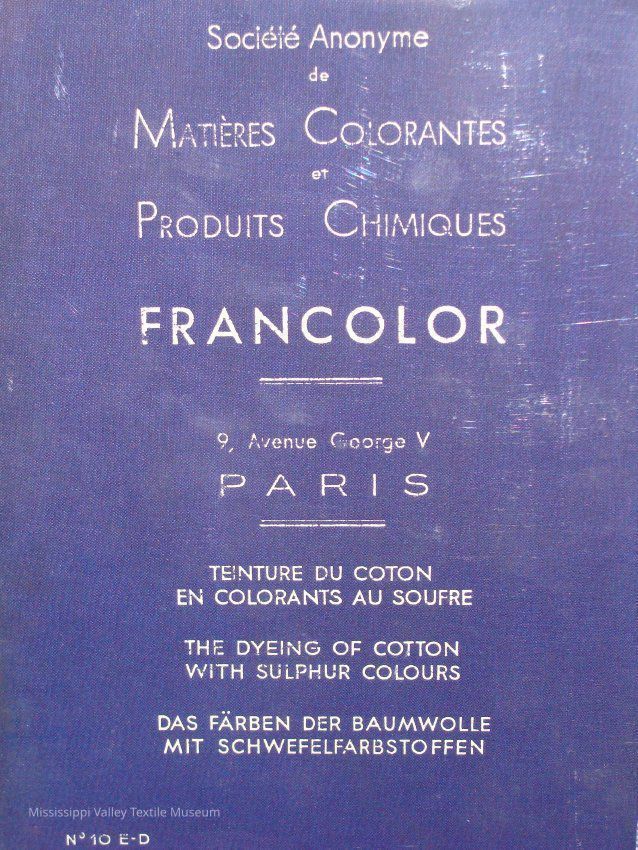 Société Anonyme
de
MATIÈRES COLORANTES
et
PRODUITS CHIMIQUES
FRANCOLOR
9, Avenue George V
PARIS
TEINTURE DU COTON
EN COLORANTS AU SOUFRE
THE DYEING OF COTTON
WITH SULPHUR COLOURS
DAS FÄRBEN DER BAUMWOLLE
MIT SCHWEFELFARBSTOFFEN
Mississippi Valley Textile Museum
Nº 10 E-D